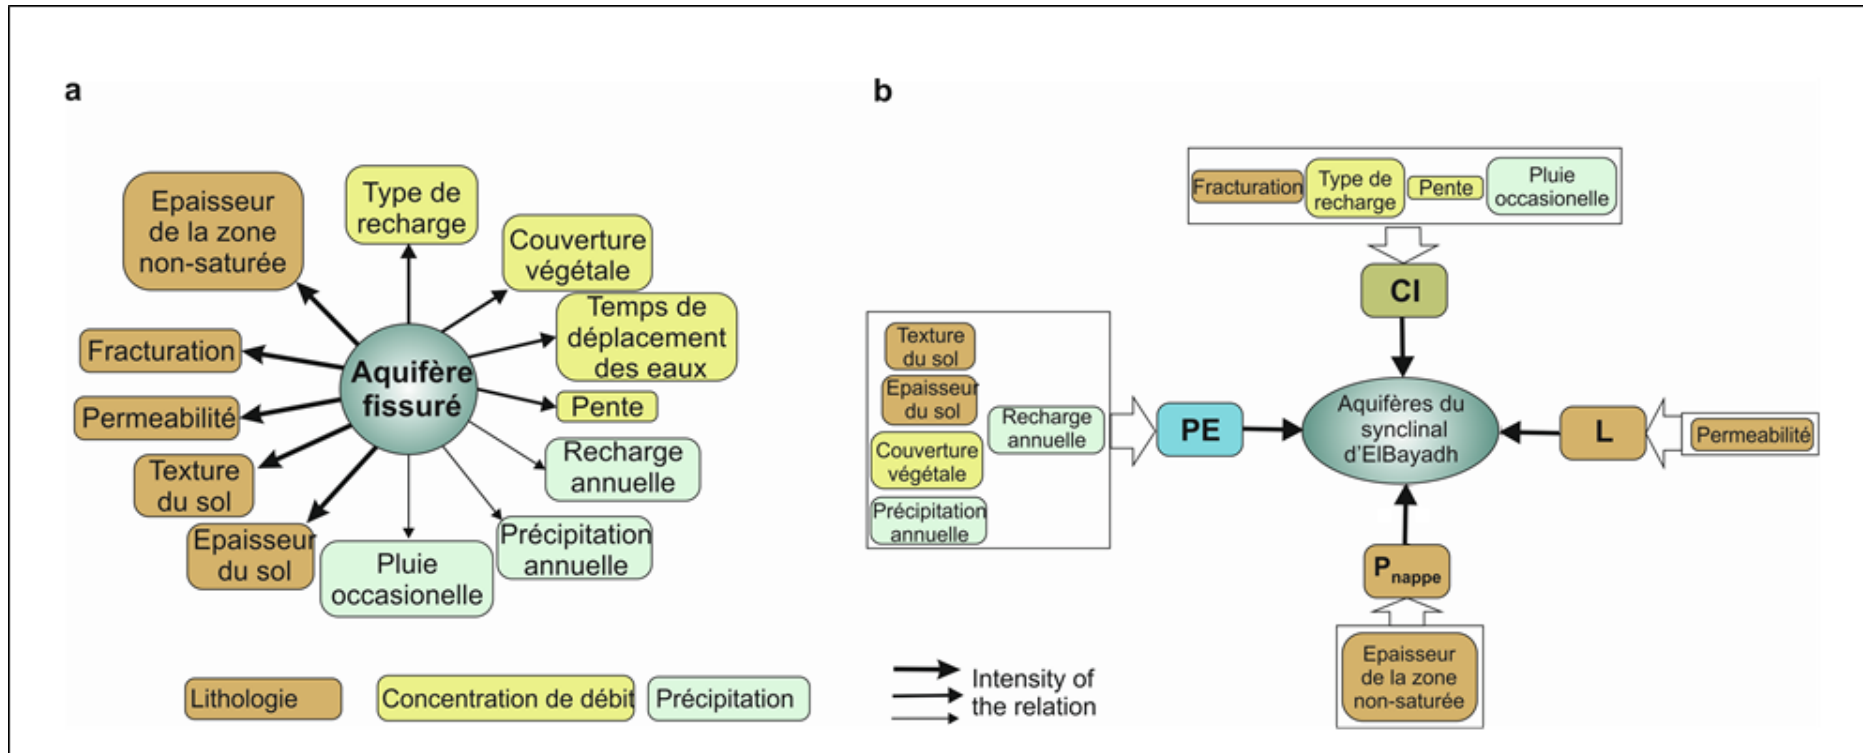 a
Epaisseur
de la zone
non-saturée
Type de
recharge
Couverture
végétale
Temps de
déplacement
des eaux
Fracturation
Aquifère
fissuré
Pente
Permeabilité
Recharge
annuelle
Texture
du sol
Epaisseur
du sol
Pluie
occasionelle
Précipitation
annuelle
Lithologie
Concentration de débit
Précipitation
b
Fracturation
Type de
recharge
Pente
Pluie
occasionelle
CI
Texture
du sol
Epaisseur
du sol
Couverture
végétale
Précipitation
annuelle
Recharge
annuelle
PE
Aquifères du
synclinal
d'ElBayadh
L
Permeabilité
Pnappe
Epaisseur
de la zone
non-saturée
Intensity of
the relation